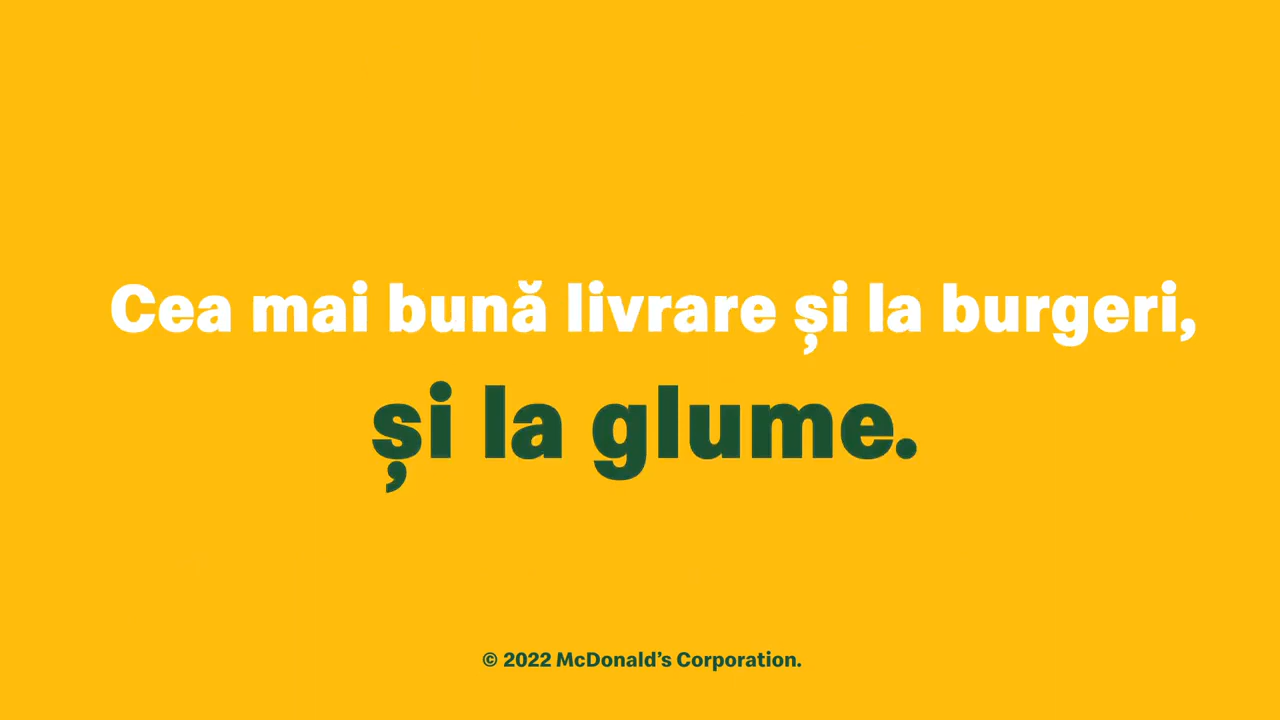 Cea mai bună livrare și la burgeri,
și la glume.
© 2022 McDonald’s Corporation.